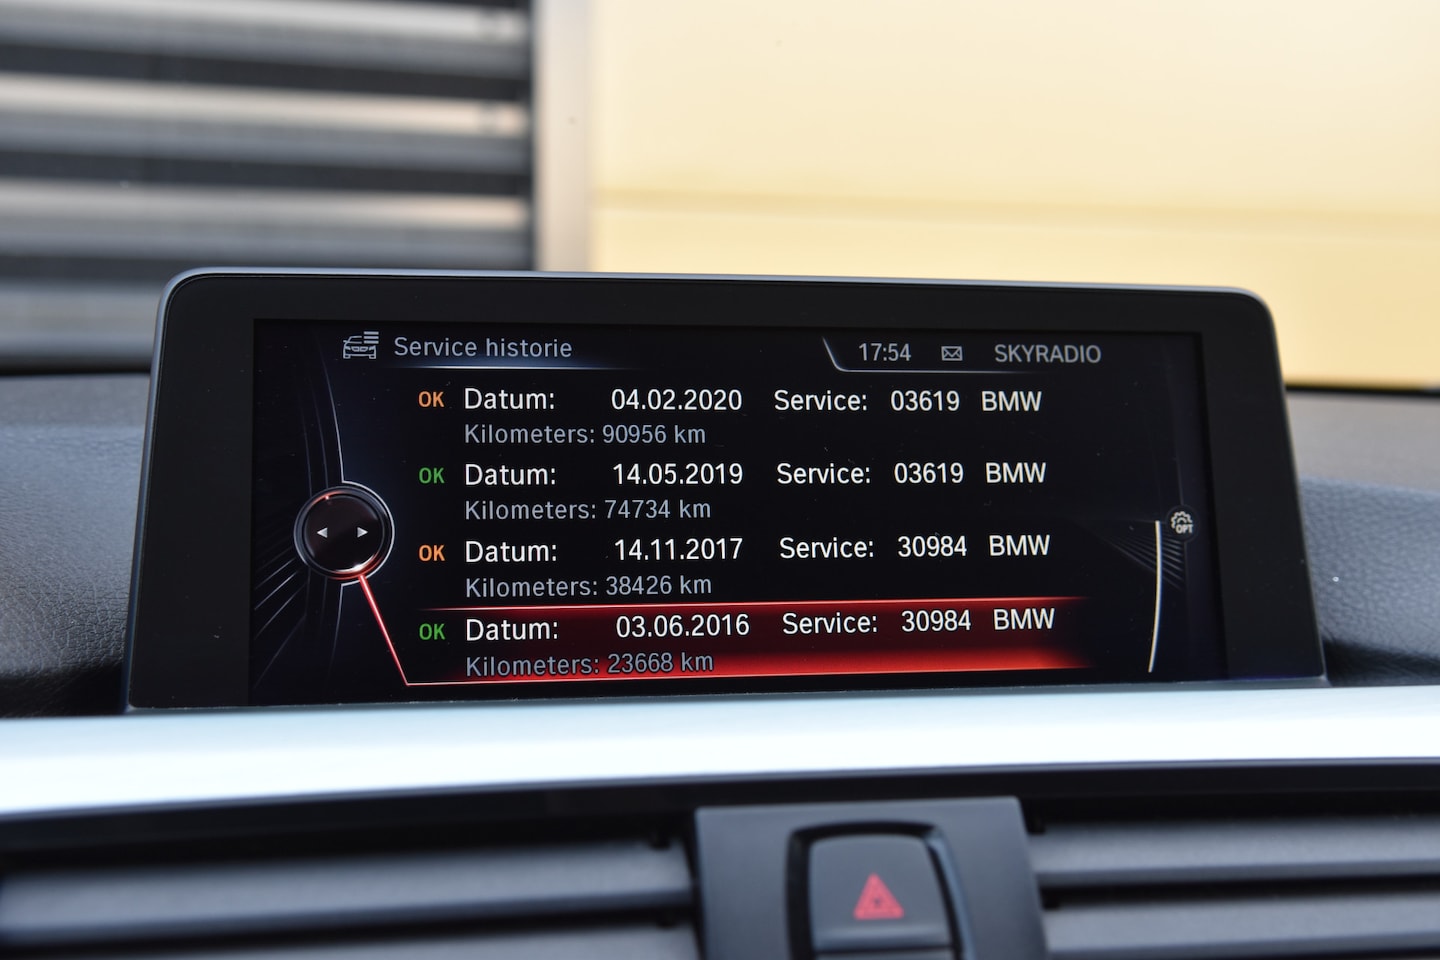 Service historie 17:54 SKYRADIO
OK Datum: 04.02.2020 Service: 03619 BMW
Kilometers: 90956 km
OK Datum: 14.05.2019 Service: 03619 BMW
Kilometers: 74734 km
OPT
OK Datum: 14.11.2017 Service: 30984 BMW
Kilometers: 38426 km
OK Datum: 03.06.2016 Service: 30984 BMW
Kilometers: 23668 km